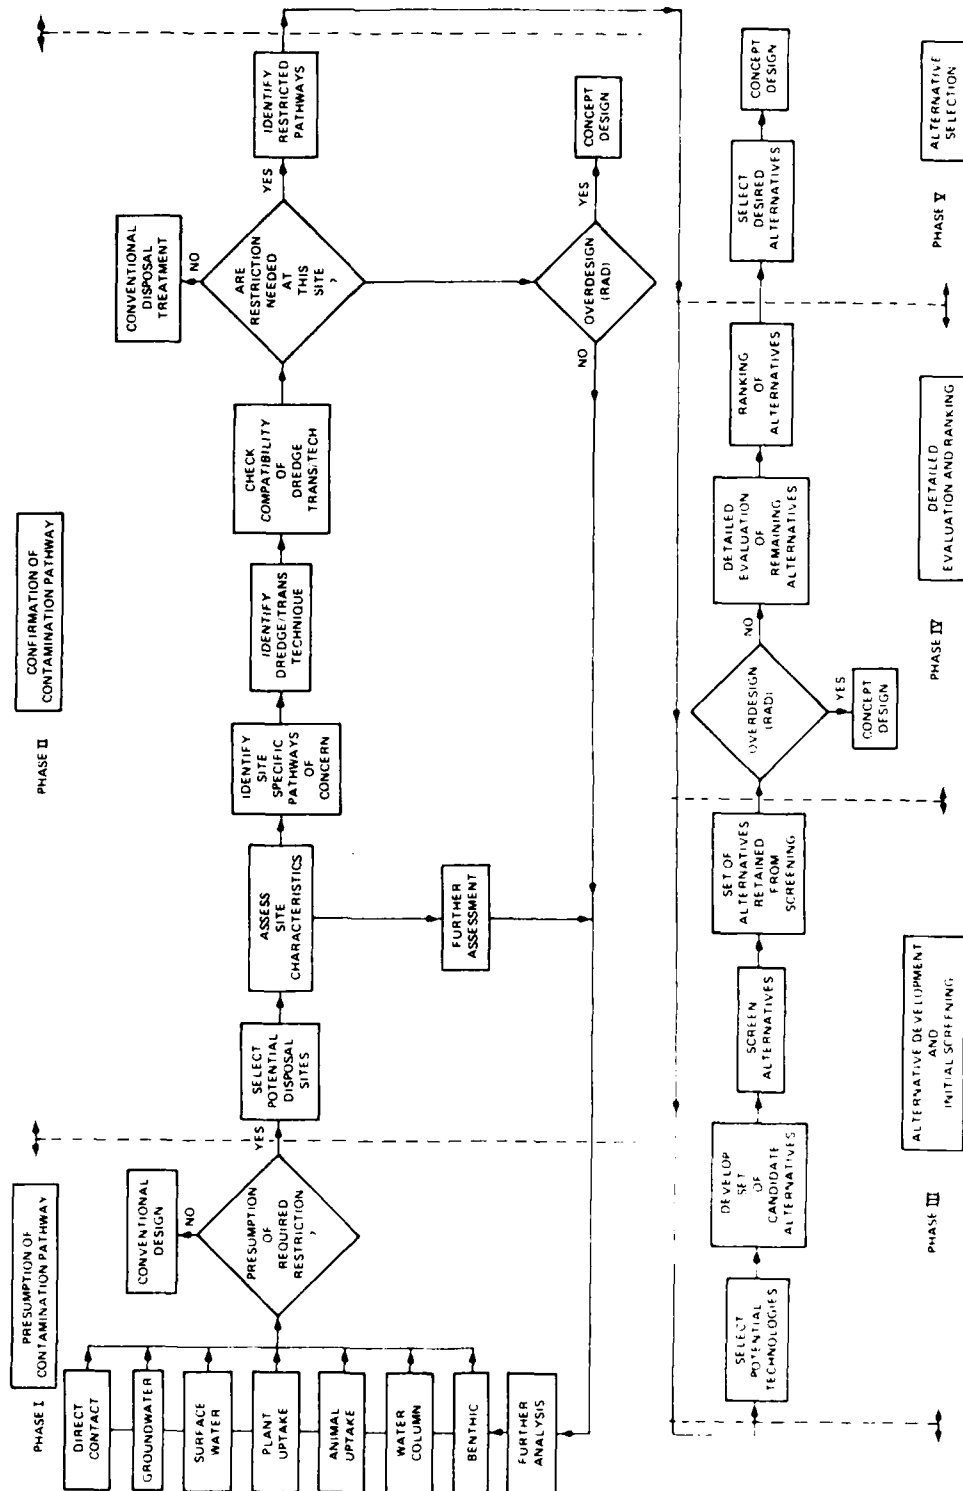 PHASE I
PRESUMPTION OF
CONTAMINATION PATHWAY
DIRECT
CONTACT
GROUNDWATER
SURFACE
WATER
PLANT
UPTAKE
ANIMAL
UPTAKE
WATER
COLUMN
BENTHIC
FURTHER
ANALYSIS
PRESUMPTION
OF
REQUIRED
RESTRICTION,
NO
CONVENTIONAL
DESIGN
YES
PHASE II
CONFIRMATION OF
CONTAMINATION PATHWAY
SELECT
POTENTIAL
DISPOSAL
SITES
ASSESS
SITE
CHARACTERISTICS
FURTHER
ASSESSMENT
IDENTIFY
SITE
SPECIFIC
PATHWAYS
OF
CONCERN
IDENTIFY
DREDGE/TRANS
TECHNIQUE
CHECK
COMPATIBILITY
OF
DREDGE
TRANS/TECH
ARE
RESTRICTION
NEEDED
AT
THIS
SITE,
NO
CONVENTIONAL
DISPOSAL
TREATMENT
YES
IDENTIFY
RESTRICTED
PATHWAYS
OVERDESIGN
(RAD)
NO
YES
CONCEPT
DESIGN
SELECT
POTENTIAL
TECHNOLOGIES
DEVELOP
SET
OF
CANDIDATE
ALTERNATIVES
SCREEN
ALTERNATIVES
SET OF
ALTERNATIVES
RETAINED
FROM
SCREENING
PHASE III
ALTERNATIVE DEVELOPMENT
AND
INITIAL SCREENING
OVERDESIGN
(RAD)
YES
CONCEPT
DESIGN
NO
DETAILED
EVALUATION
OF
REMAINING
ALTERNATIVES
RANKING
OF
ALTERNATIVES
PHASE IV
DETAILED
EVALUATION AND RANKING
SELECT
DESIRED
ALTERNATIVES
CONCEPT
DESIGN
PHASE V
ALTERNATIVE
SELECTION